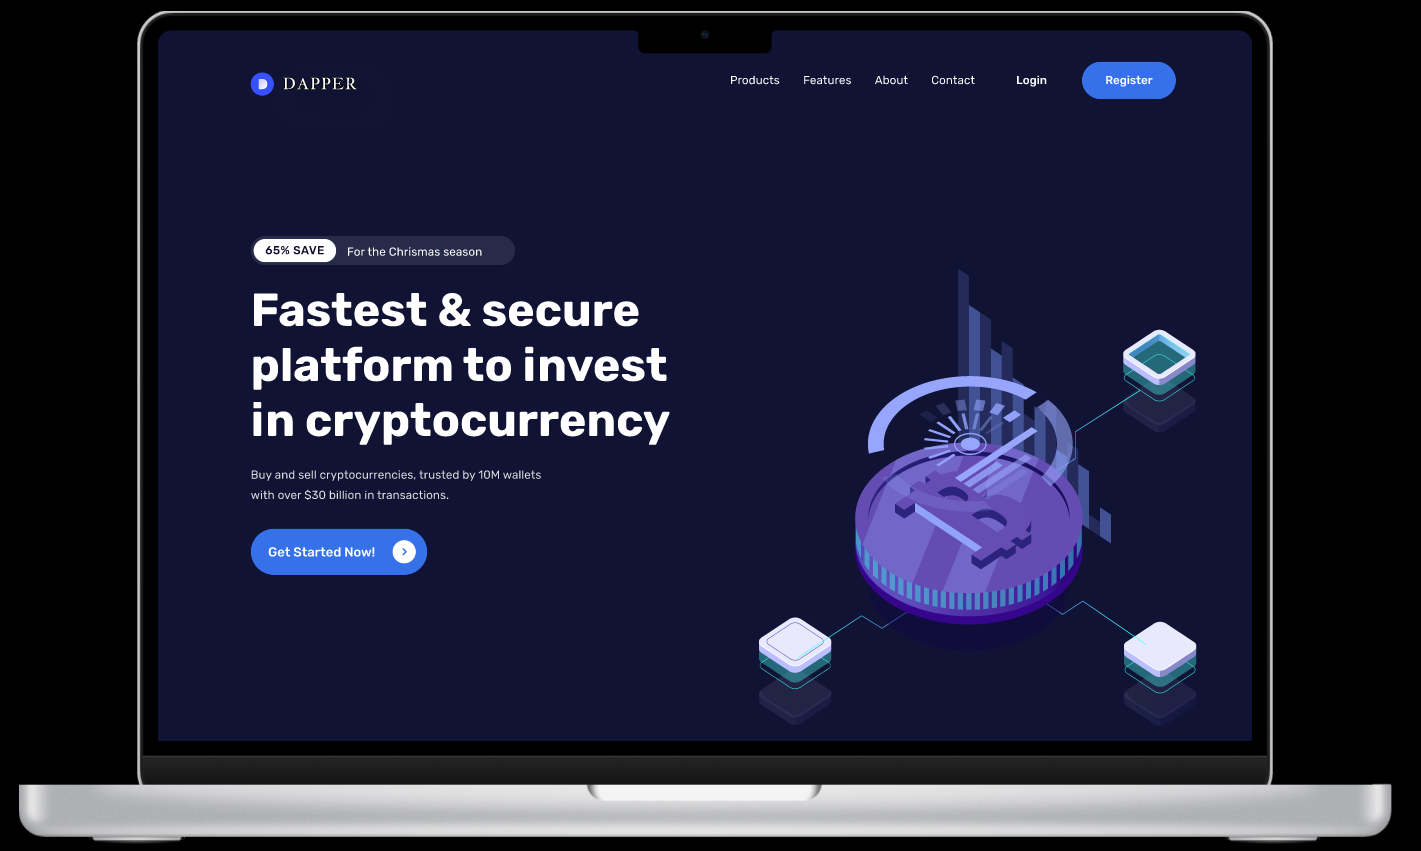 DAPPER
Products Features About Contact Login Register
65% SAVE For the Chrismas season
Fastest & secure
platform to invest
in cryptocurrency
Buy and sell cryptocurrencies, trusted by 10M wallets
with over $30 billion in transactions.
Get Started Now!